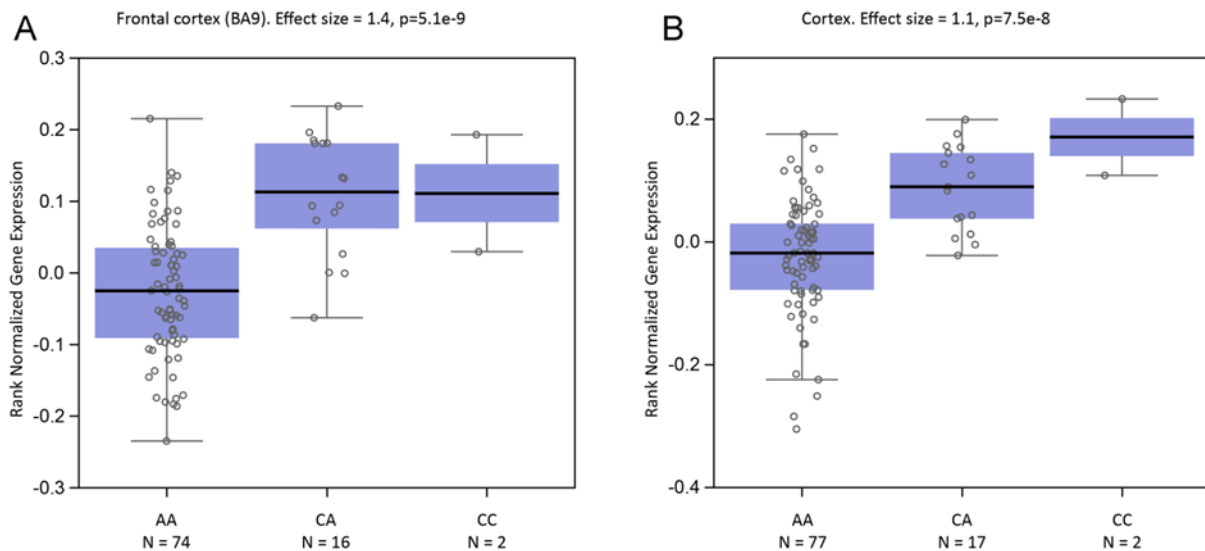 A
Frontal cortex (BA9). Effect size = 1.4, p=5.1e-9
Rank Normalized Gene Expression
0.3
0.2
0.1
0.0
-0.1
-0.2
-0.3
AA
CA
CC
N = 74
N = 16
N = 2
B
Cortex. Effect size = 1.1, p=7.5e-8
Rank Normalized Gene Expression
0.2
0.0
-0.2
-0.4
AA
CA
CC
N = 77
N = 17
N = 2